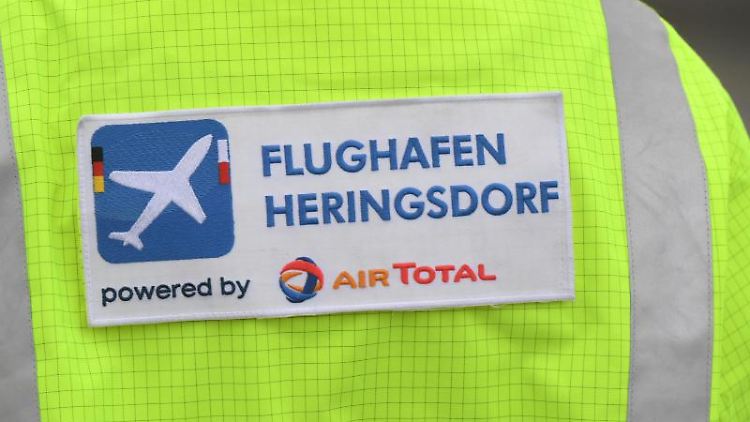 FLUGHAFEN
HERINGSDORF
powered by AIR TOTAL